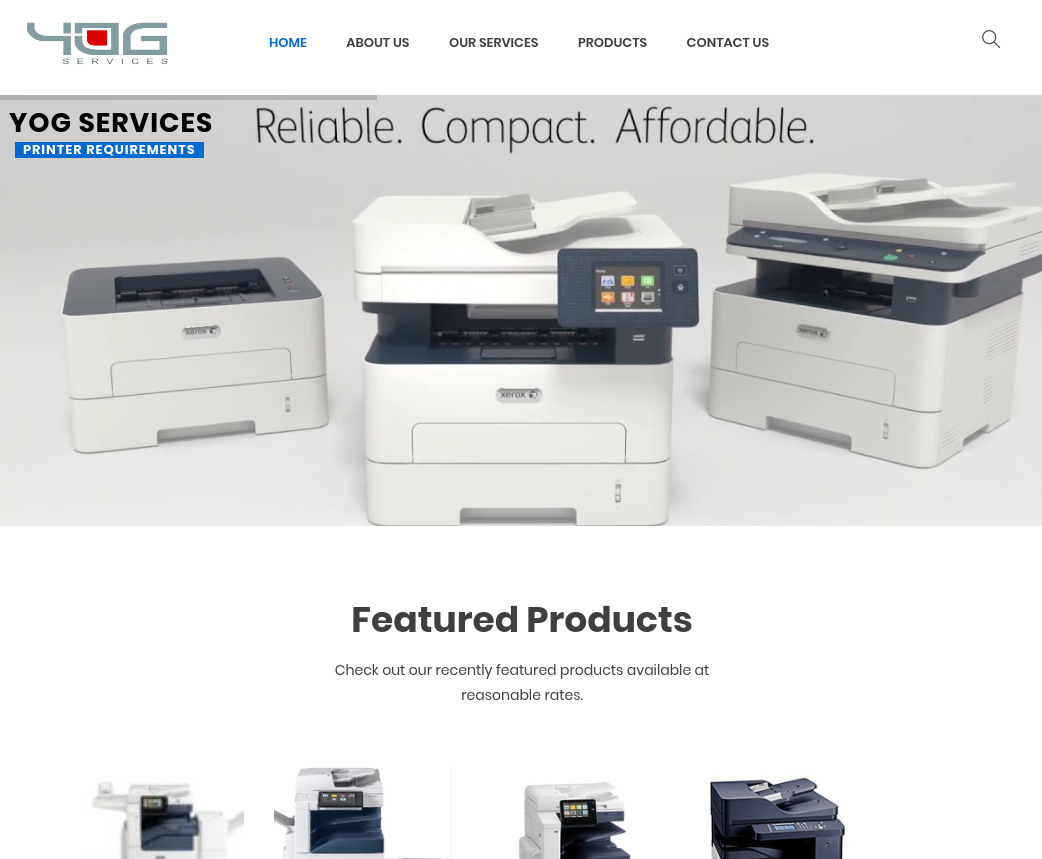 YOG
SERVICES
HOME
ABOUT US
OUR SERVICES
PRODUCTS
CONTACT US
YOG SERVICES
PRINTER REQUIREMENTS
Reliable. Compact. Affordable.
xerox
xerox
xerox
Featured Products
Check out our recently featured products available at
reasonable rates.